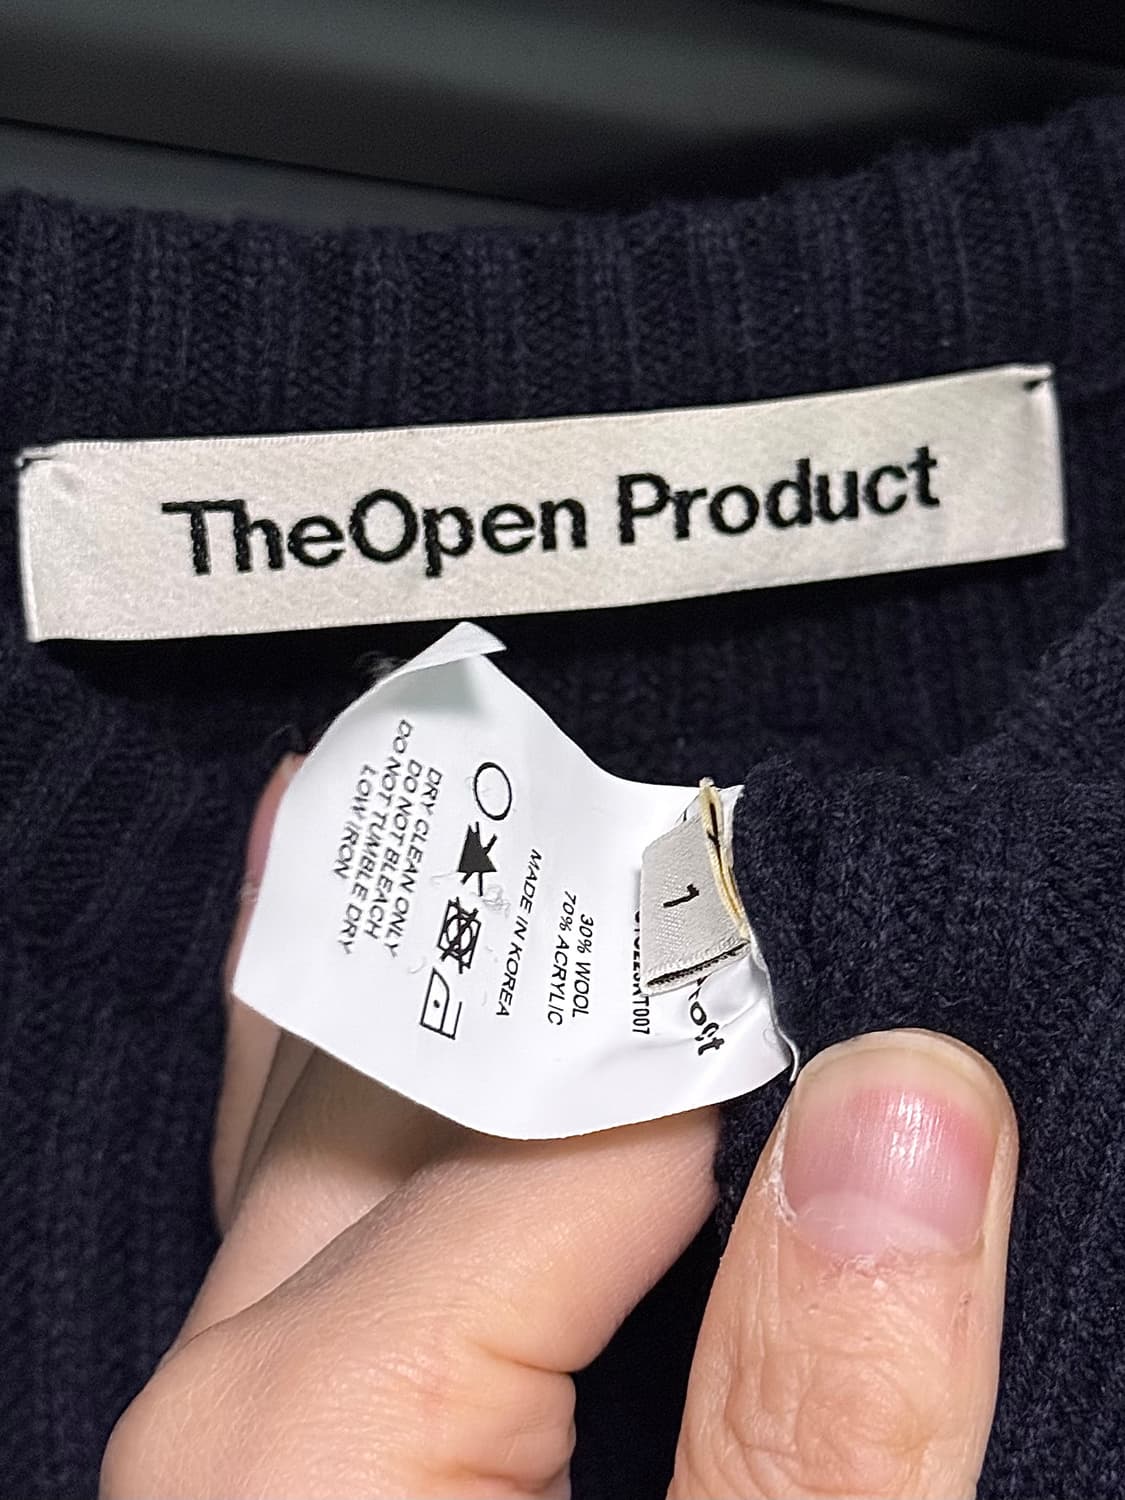 TheOpen Product
1
T007
30% WOOL
70% ACRYLIC
MADE IN KOREA
DRY CLEAN ONLY
DO NOT BLEACH
DO NOT TUMBLE DRY
LOW IRON